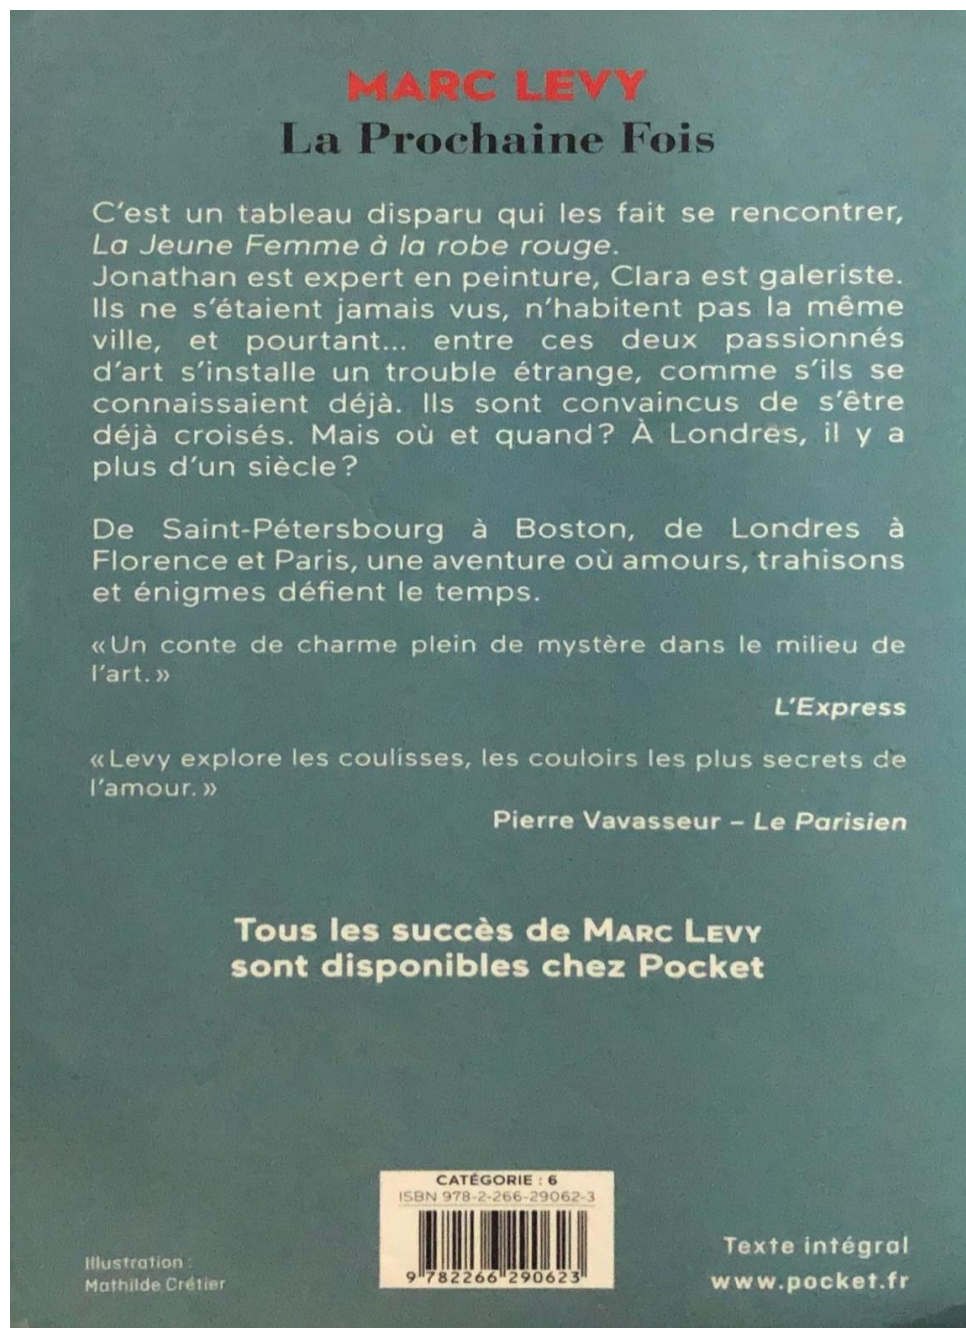 MARC LEVY
La Prochaine Fois
C'est un tableau disparu qui les fait se rencontrer,
La Jeune Femme à la robe rouge.
Jonathan est expert en peinture, Clara est galeriste.
Ils ne s'étaient jamais vus, n'habitent pas la même
ville, et pourtant... entre ces deux passionnés
d'art s'installe un trouble étrange, comme s'ils se
connaissaient déjà. Ils sont convaincus de s'être
déjà croisés. Mais où et quand ? À Londres, il y a
plus d'un siècle ?
De Saint-Pétersbourg à Boston, de Londres à
Florence et Paris, une aventure où amours, trahisons
et énigmes défient le temps.
« Un conte de charme plein de mystère dans le milieu de
l'art. »
L'Express
« Levy explore les coulisses, les couloirs les plus secrets de
l'amour. »
Pierre Vavasseur – Le Parisien
Tous les succès de MARC LEVY
sont disponibles chez Pocket
CATÉGORIE : 6
ISBN 978-2-266-29062-3
9 782266 290623
Illustration :
Mathilde Crétier
Texte intégral
www.pocket.fr